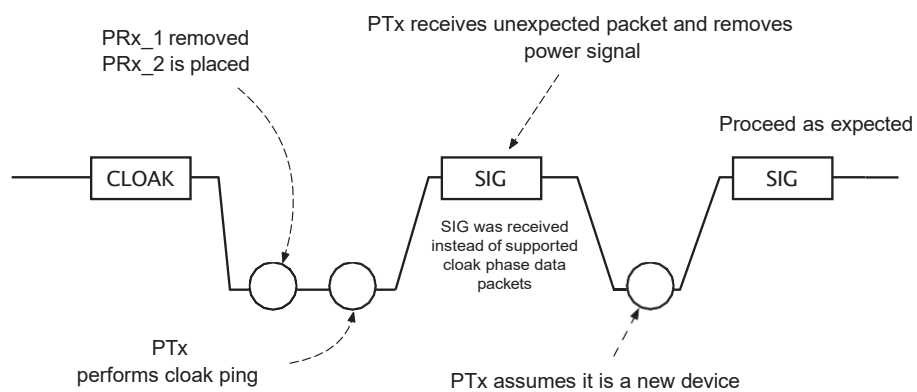 PRx_1 removed
PRx_2 is placed
PTx receives unexpected packet and removes
power signal
Proceed as expected
CLOAK
SIG
SIG
SIG was received
instead of supported
cloak phase data
packets
PTx
performs cloak ping
PTx assumes it is a new device